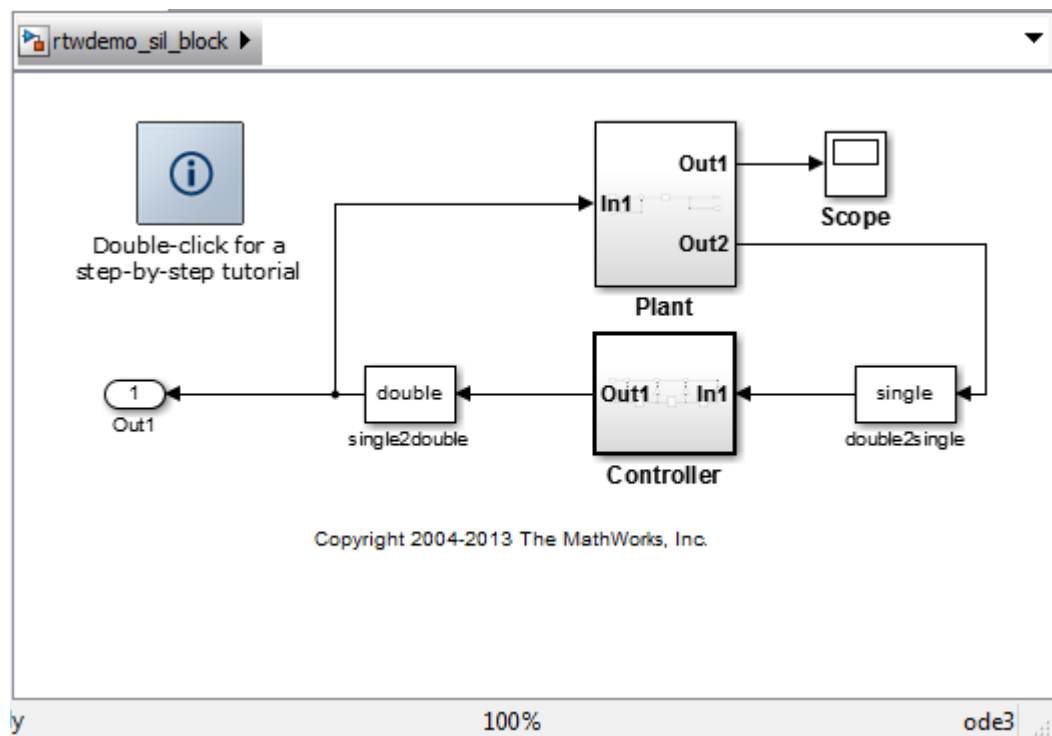 rtwdemo_sil_block
Double-click for a
step-by-step tutorial
Out1
In1
Out2
Plant
Scope
1
Out1
double
single2double
Out1
In1
Controller
single
double2single
Copyright 2004-2013 The MathWorks, Inc.
ly
100%
ode3